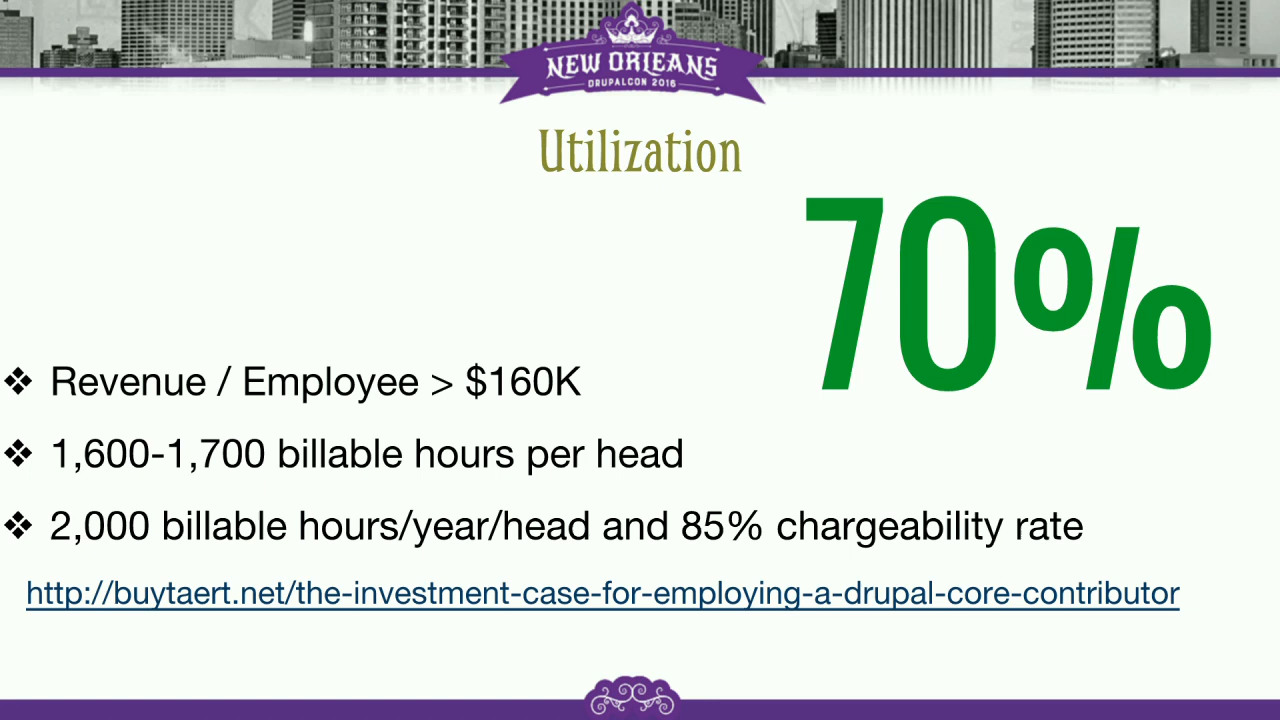 NEW ORLEANS
DRUPALCON 2016
Utilization
70%
❖ Revenue / Employee > $160K
❖ 1,600-1,700 billable hours per head
❖ 2,000 billable hours/year/head and 85% chargeability rate
http://buytaert.net/the-investment-case-for-employing-a-drupal-core-contributor